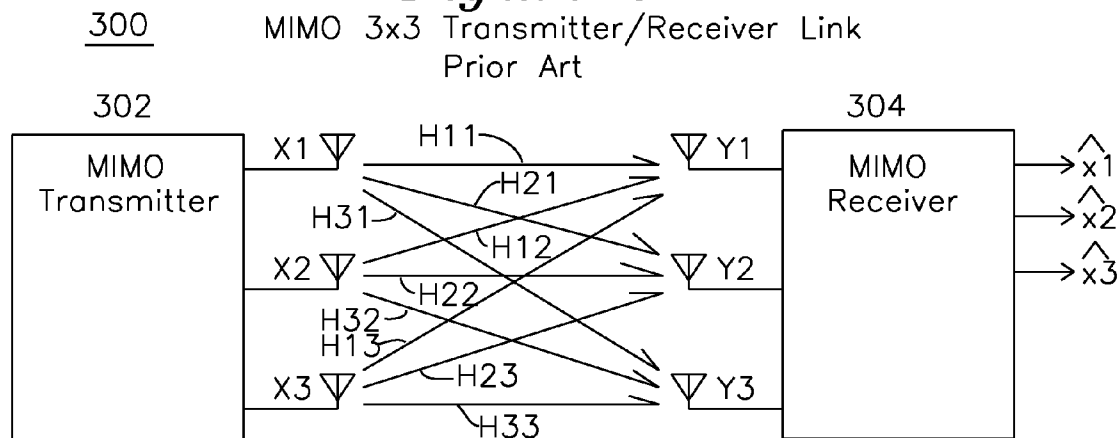 300
MIMO 3x3 Transmitter/Receiver Link
Prior Art
302
304
MIMO
Transmitter
X1
X2
X3
H11
H21
H31
H12
H22
H32
H13
H23
H33
Y1
Y2
Y3
MIMO
Receiver
x̂1
x̂2
x̂3